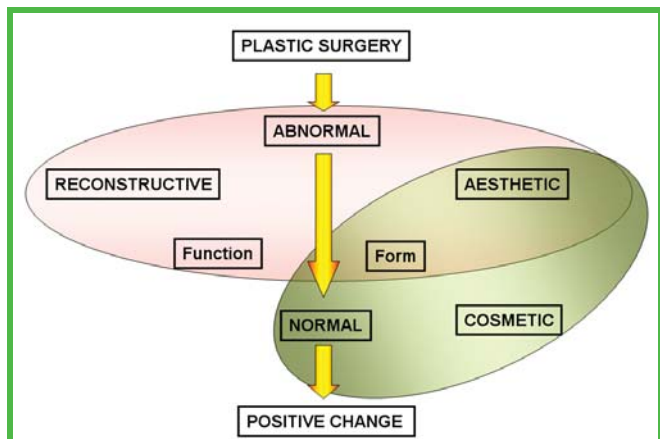 PLASTIC SURGERY
ABNORMAL
RECONSTRUCTIVE
AESTHETIC
Function
Form
NORMAL
COSMETIC
POSITIVE CHANGE